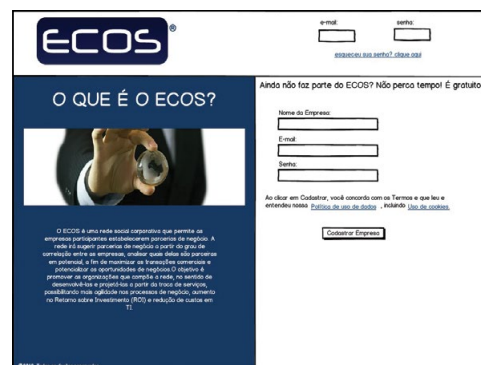 ECOS®
e-mail: senha:
esqueceu sua senha? clique aqui
O QUE É O ECOS?
O ECOS é uma rede social corporativa que permite as
empresas participantes estabelecerem parcerias de negócio. A
rede irá sugerir parcerias de negócio a partir do grau de
correlação entre as empresas, analisar quais delas são parceiras
em potencial, a fim de maximizar as transações comerciais e
potencializar as oportunidades de negócios.O objetivo é
promover as organizações que compõe a rede, no sentido de
desenvolvê-las e projetá-las a partir da troca de serviços,
possibilitando mais agilidade nos processos de negócio, aumento
no Retorno sobre Investimento (ROI) e redução de custos em
TI.
Ainda não faz parte do ECOS? Não perca tempo! É gratuito
Nome da Empresa:
E-mail:
Senha:
Ao clicar em Cadastrar, você concorda com os Termos e que leu e
entendeu nossa Política de uso de dados , incluindo Uso de cookies.
Cadastrar Empresa